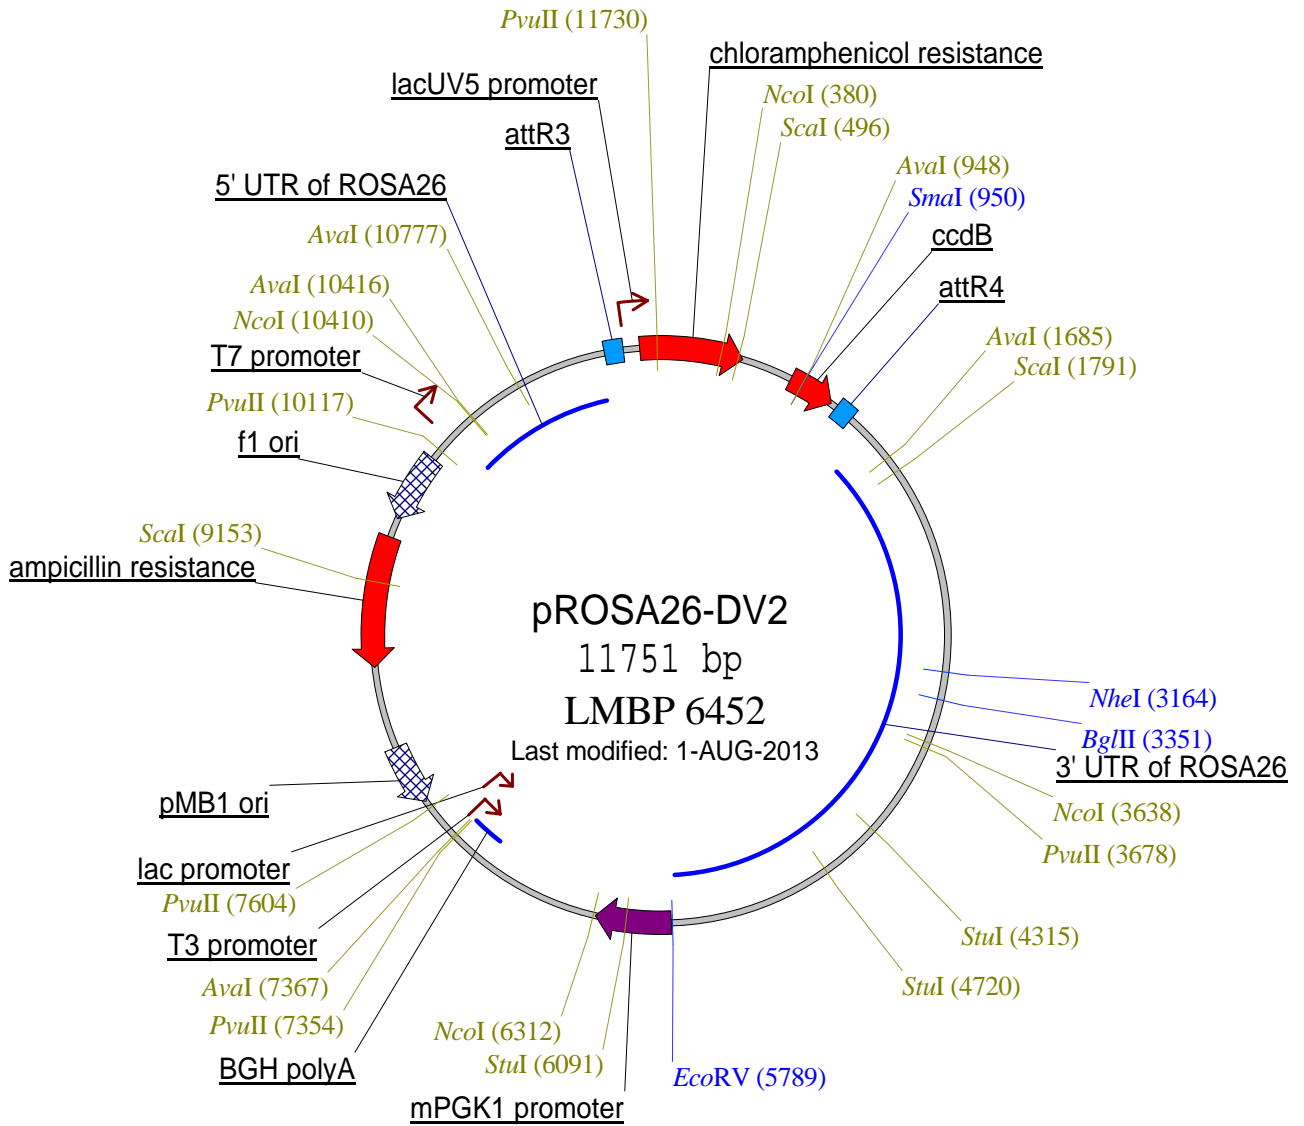 PvuII (11730)
chloramphenicol resistance
lacUV5 promoter
NcoI (380)
ScaI (496)
attR3
AvaI (948)
5' UTR of ROSA26
SmaI (950)
ccdB
AvaI (10777)
attR4
AvaI (10416)
NcoI (10410)
AvaI (1685)
T7 promoter
ScaI (1791)
PvuII (10117)
f1 ori
ScaI (9153)
ampicillin resistance
pROSA26-DV2
11751 bp
LMBP 6452
Last modified: 1-AUG-2013
NheI (3164)
BglII (3351)
3' UTR of ROSA26
pMB1 ori
NcoI (3638)
PvuII (3678)
lac promoter
PvuII (7604)
T3 promoter
StuI (4315)
AvaI (7367)
StuI (4720)
PvuII (7354)
NcoI (6312)
BGH polyA
StuI (6091)
EcoRV (5789)
mPGK1 promoter